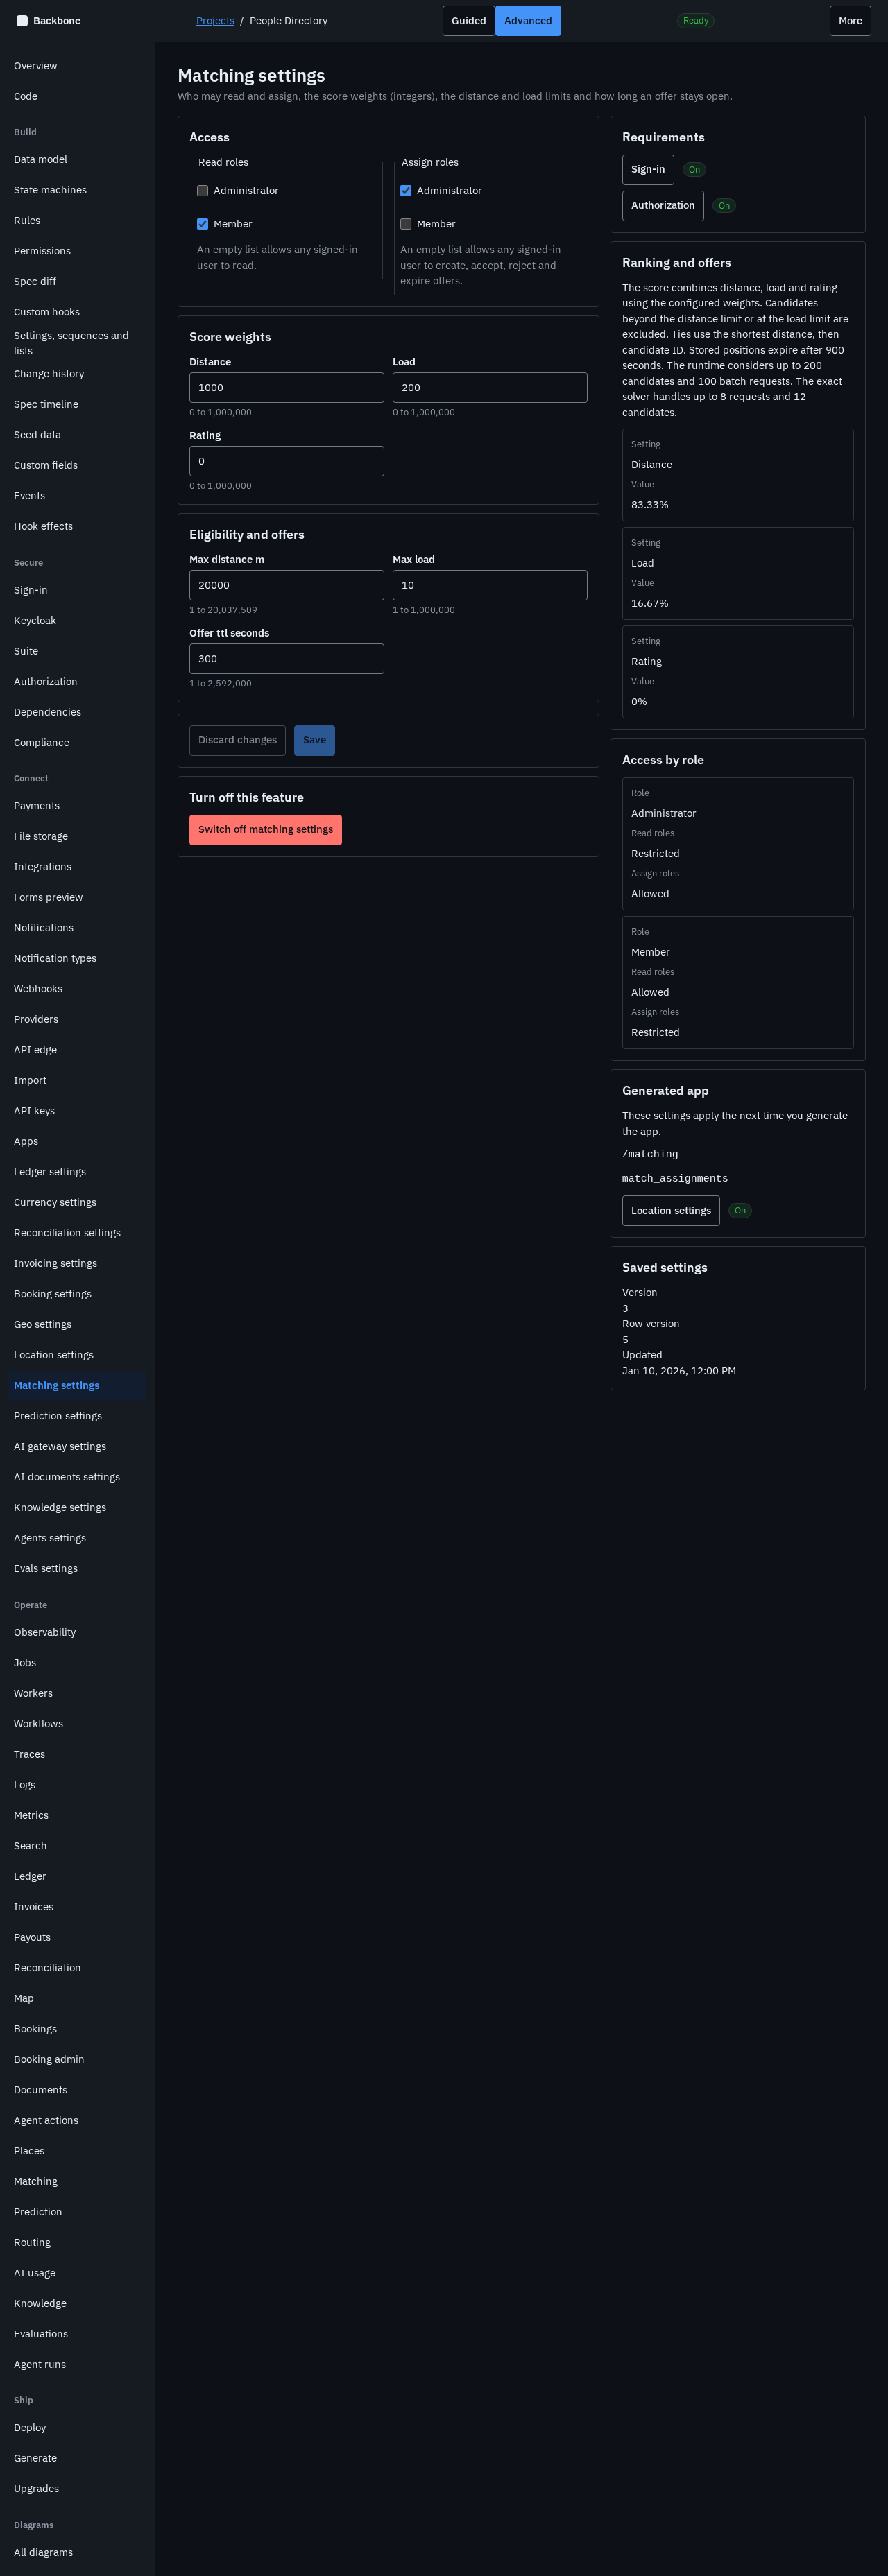 Backbone
Projects / People Directory
Guided
Advanced
Ready
More
Overview
Code
Build
Data model
State machines
Rules
Permissions
Spec diff
Custom hooks
Settings, sequences and
lists
Change history
Spec timeline
Seed data
Custom fields
Events
Hook effects
Secure
Sign-in
Keycloak
Suite
Authorization
Dependencies
Compliance
Connect
Payments
File storage
Integrations
Forms preview
Notifications
Notification types
Webhooks
Providers
API edge
Import
API keys
Apps
Ledger settings
Currency settings
Reconciliation settings
Invoicing settings
Booking settings
Geo settings
Location settings
Matching settings
Prediction settings
AI gateway settings
AI documents settings
Knowledge settings
Agents settings
Evals settings
Operate
Observability
Jobs
Workers
Workflows
Traces
Logs
Metrics
Search
Ledger
Invoices
Payouts
Reconciliation
Map
Bookings
Booking admin
Documents
Agent actions
Places
Matching
Prediction
Routing
AI usage
Knowledge
Evaluations
Agent runs
Ship
Deploy
Generate
Upgrades
Diagrams
All diagrams
Matching settings
Who may read and assign, the score weights (integers), the distance and load limits and how long an offer stays open.
Access
Read roles
Administrator
Member
An empty list allows any signed-in
user to read.
Assign roles
Administrator
Member
An empty list allows any signed-in
user to create, accept, reject and
expire offers.
Score weights
Distance
1000
0 to 1,000,000
Load
200
0 to 1,000,000
Rating
0
0 to 1,000,000
Eligibility and offers
Max distance m
20000
1 to 20,037,509
Max load
10
1 to 1,000,000
Offer ttl seconds
300
1 to 2,592,000
Discard changes
Save
Turn off this feature
Switch off matching settings
Requirements
Sign-in
On
Authorization
On
Ranking and offers
The score combines distance, load and rating
using the configured weights. Candidates
beyond the distance limit or at the load limit are
excluded. Ties use the shortest distance, then
candidate ID. Stored positions expire after 900
seconds. The runtime considers up to 200
candidates and 100 batch requests. The exact
solver handles up to 8 requests and 12
candidates.
Setting
Distance
Value
83.33%
Setting
Load
Value
16.67%
Setting
Rating
Value
0%
Access by role
Role
Administrator
Read roles
Restricted
Assign roles
Allowed
Role
Member
Read roles
Allowed
Assign roles
Restricted
Generated app
These settings apply the next time you generate
the app.
/matching
match_assignments
Location settings
On
Saved settings
Version
3
Row version
5
Updated
Jan 10, 2026, 12:00 PM